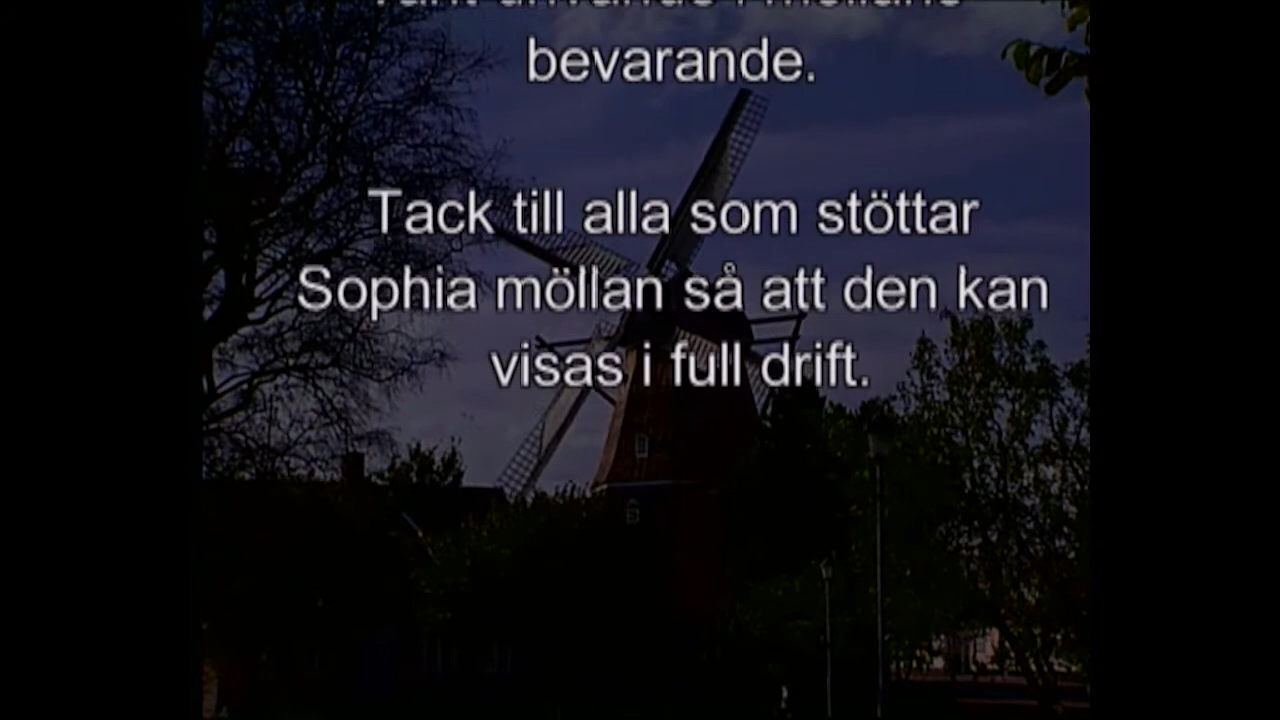 bevarande.
Tack till alla som stöttar
Sophia möllan så att den kan
visas i full drift.